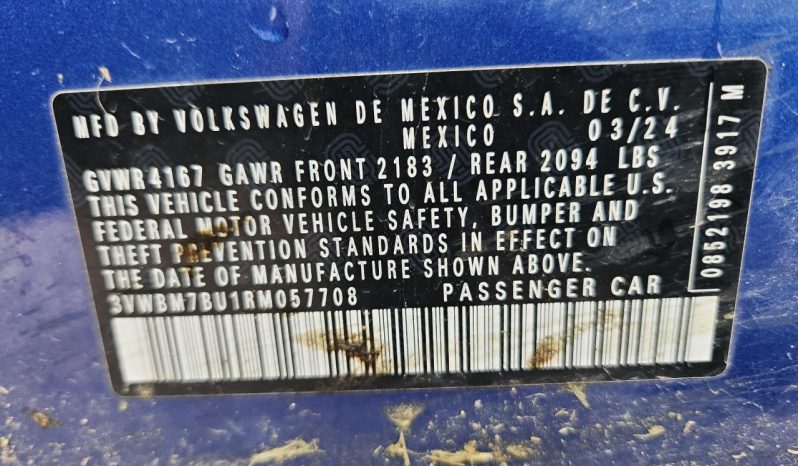 MFD BY VOLKSWAGEN DE MEXICO S.A. DE C.V.
MEXICO 03/24
GVWR4167 GAWR FRONT 2183 / REAR 2094 LBS
THIS VEHICLE CONFORMS TO ALL APPLICABLE U.S.
FEDERAL MOTOR VEHICLE SAFETY, BUMPER AND
THEFT PREVENTION STANDARDS IN EFFECT ON
THE DATE OF MANUFACTURE SHOWN ABOVE.
3VWBM7BU1RM057708 PASSENGER CAR
0852198 3917 M